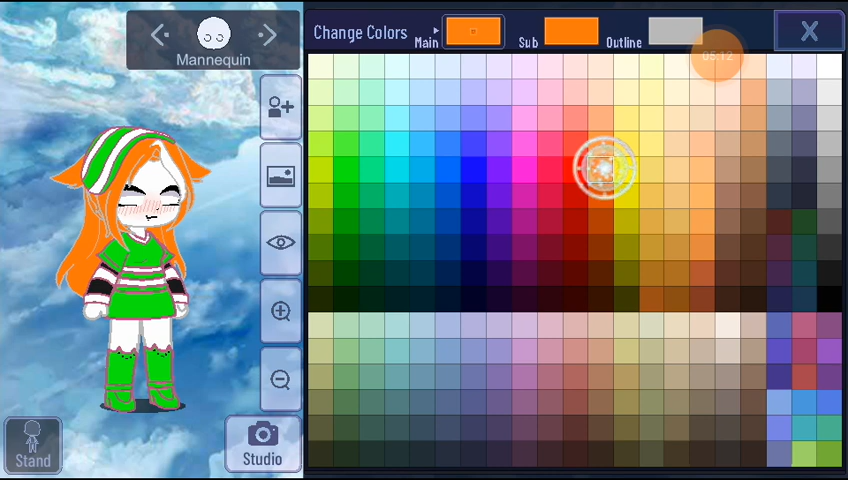 Mannequin
Change Colors
Main
Sub
Outline
X
05:12
Stand
Studio